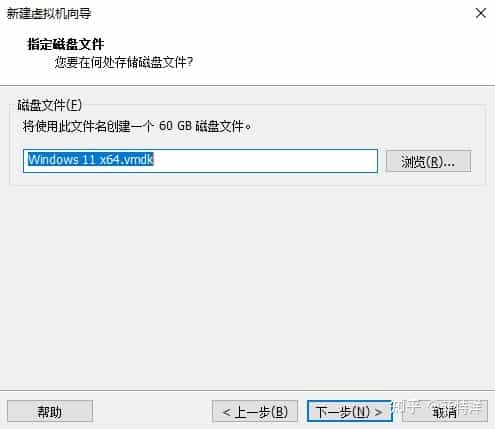 新建虚拟机向导
指定磁盘文件
您要在何处存储磁盘文件?
磁盘文件(F)
将使用此文件名创建一个 60 GB 磁盘文件。
Windows 11 x64.vmdk
浏览(R)...
帮助
< 上一步(B)
下一步(N) >
取消
知乎